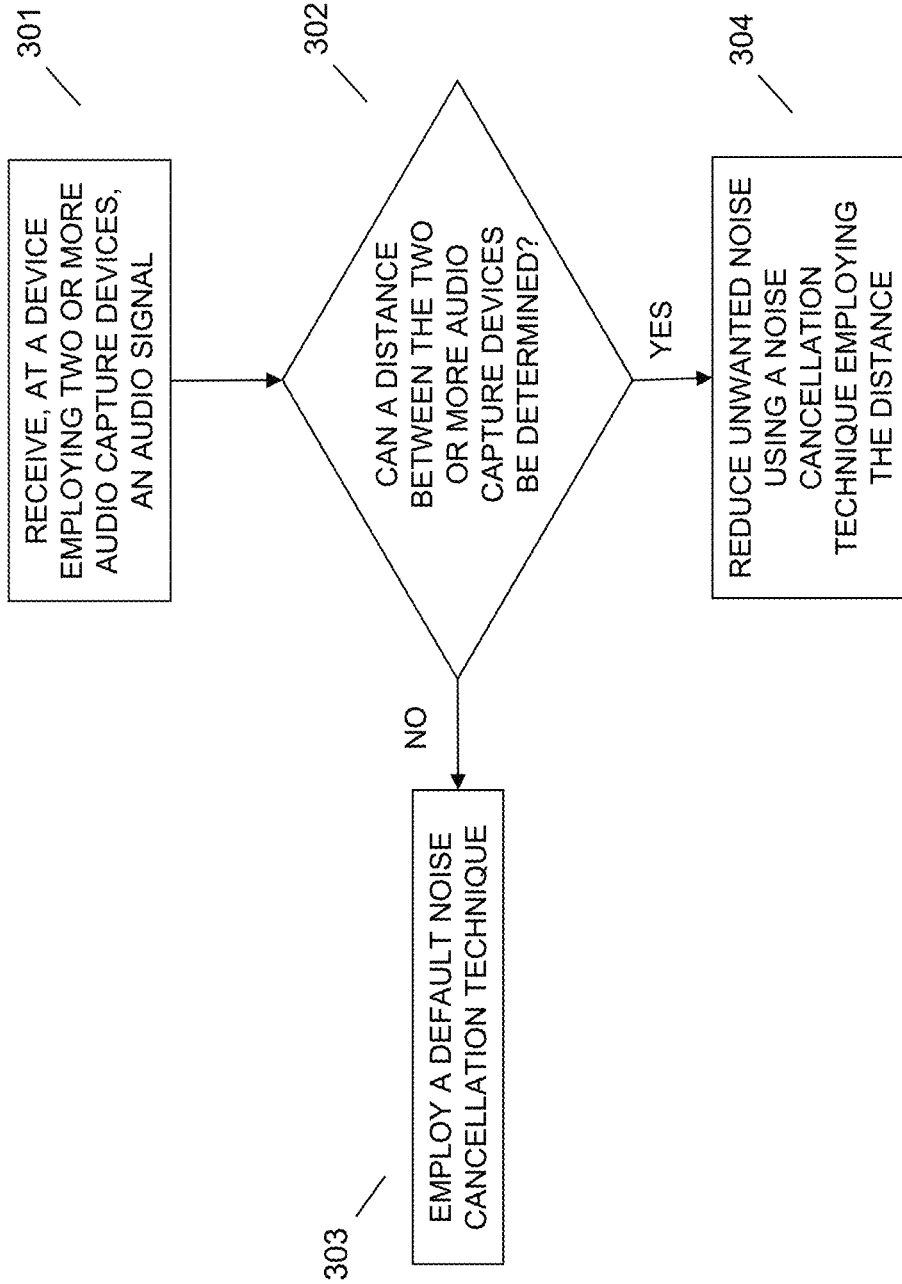 301
RECEIVE, AT A DEVICE
EMPLOYING TWO OR MORE
AUDIO CAPTURE DEVICES,
AN AUDIO SIGNAL
302
CAN A DISTANCE
BETWEEN THE TWO
OR MORE AUDIO
CAPTURE DEVICES
BE DETERMINED?
NO
303
EMPLOY A DEFAULT NOISE
CANCELLATION TECHNIQUE
YES
304
REDUCE UNWANTED NOISE
USING A NOISE
CANCELLATION
TECHNIQUE EMPLOYING
THE DISTANCE